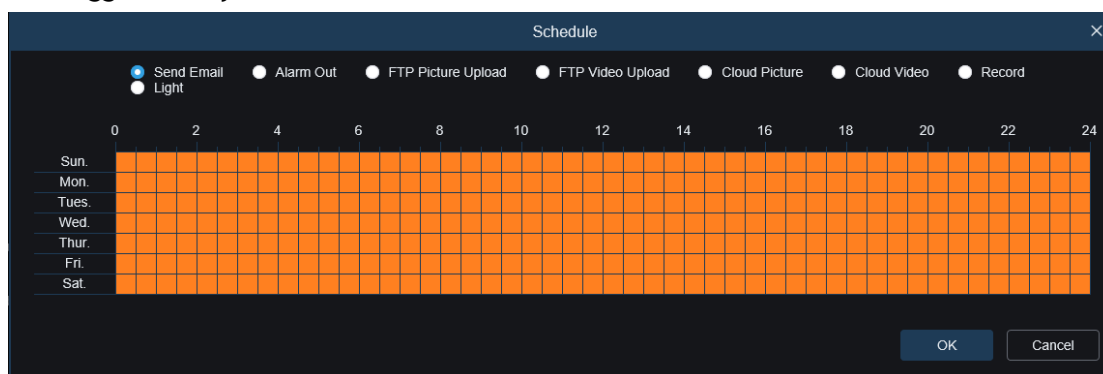 Schedule
Send Email Alarm Out FTP Picture Upload FTP Video Upload Cloud Picture Cloud Video Record
Light
0 2 4 6 8 10 12 14 16 18 20 22 24
Sun.
Mon.
Tues.
Wed.
Thur.
Fri.
Sat.
OK Cancel